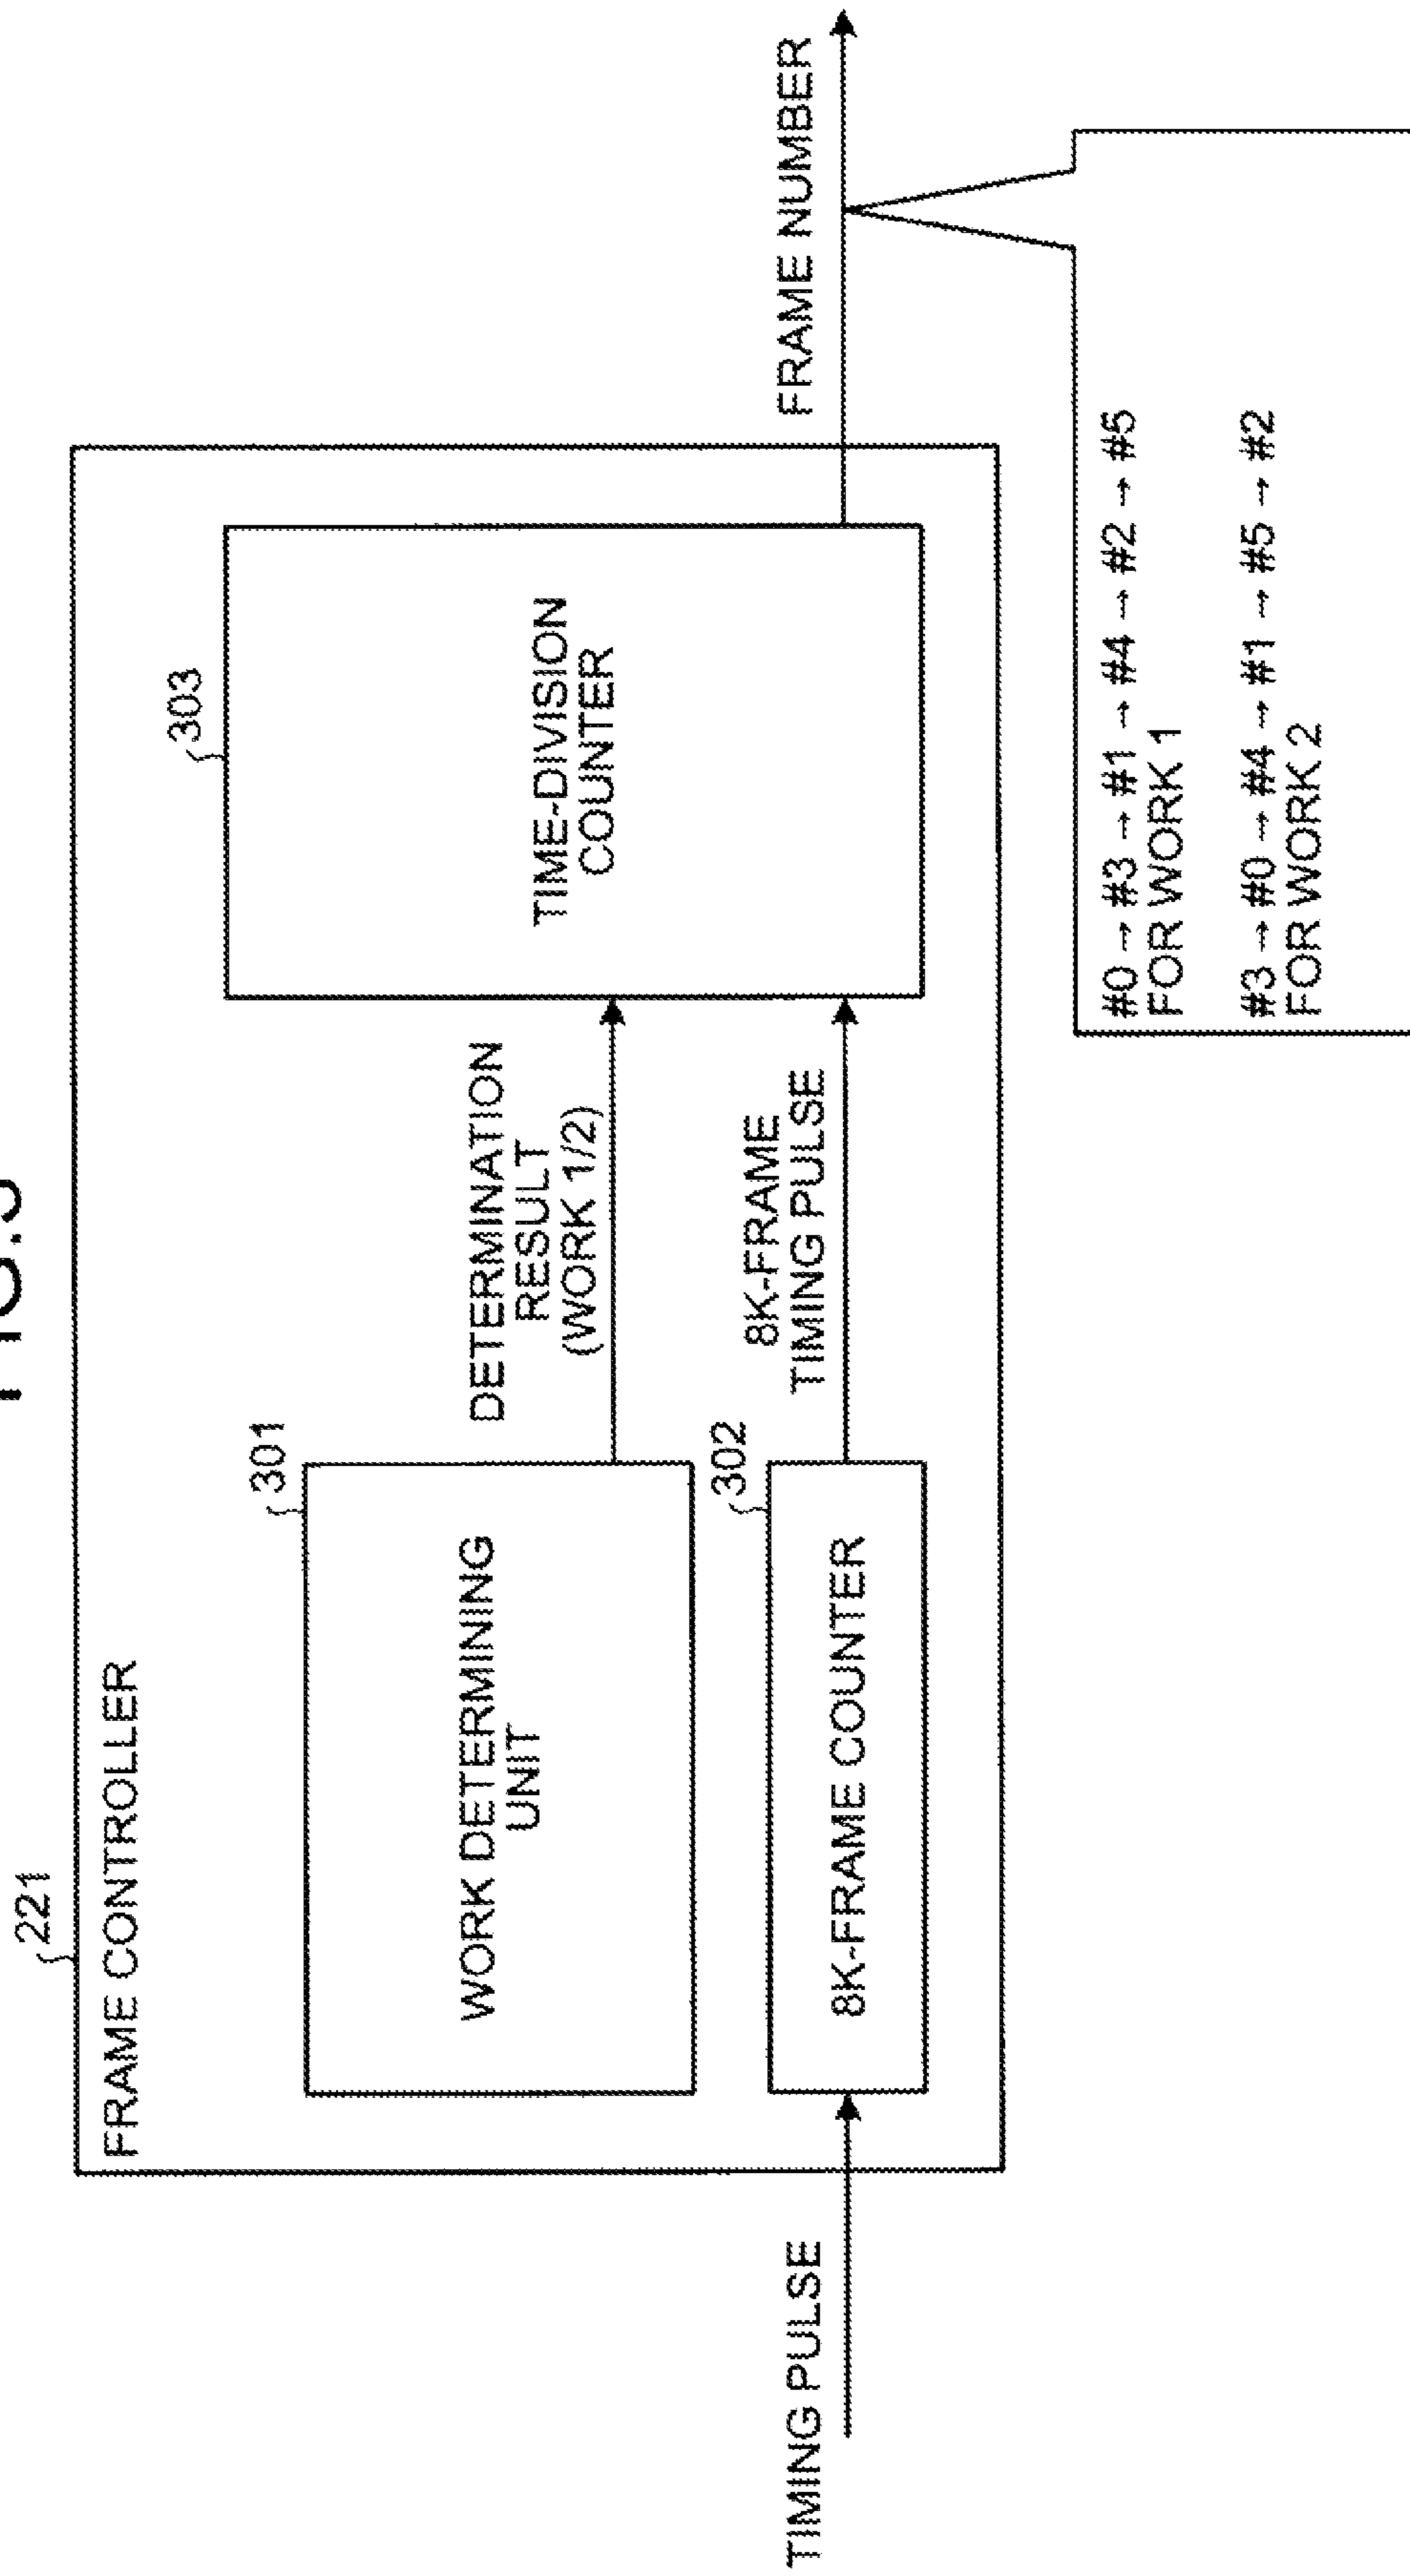 221
FRAME CONTROLLER
303
301
WORK DETERMINING
UNIT
DETERMINATION
RESULT
(WORK 1/2)
TIME-DIVISION
COUNTER
302
TIMING PULSE
8K-FRAME COUNTER
8K-FRAME
TIMING PULSE
FRAME NUMBER
#0 → #3 → #1 → #4 → #2 → #5
FOR WORK 1
#3 → #0 → #4 → #1 → #5 → #2
FOR WORK 2